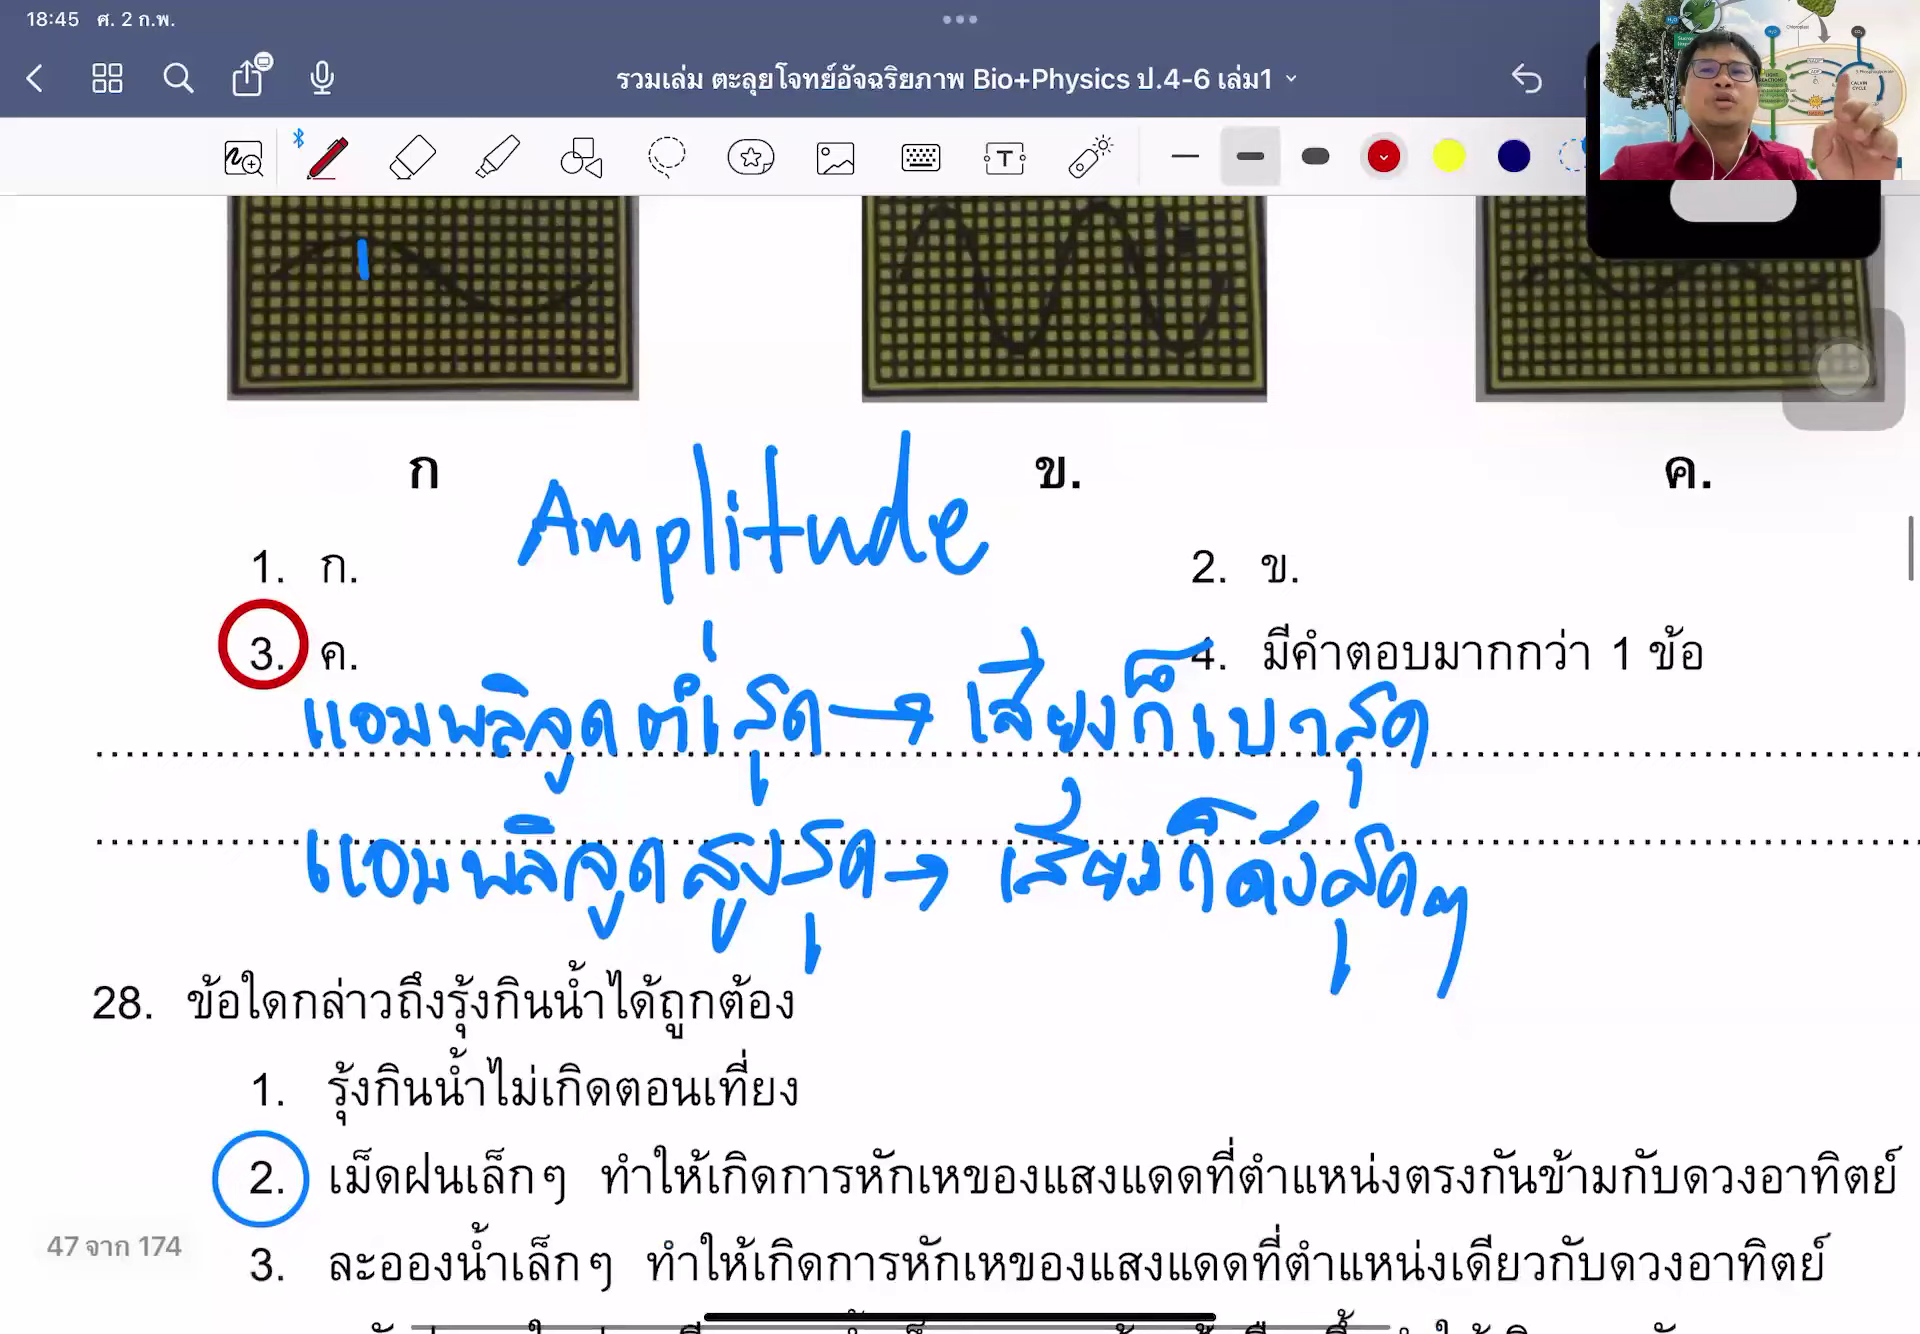 18:45 ศ. 2 ก.พ.
รวมเล่ม ตะลุยโจทย์อัจฉริยภาพ Bio+Physics ป.4-6 เล่ม1
T
ก
ข.
ค.
Amplitude
1. ก.
2. ข.
3. ค.
4. มีคำตอบมากกว่า 1 ข้อ
แอมพลิจูดต่ำสุด → เสียงก็เบาสุด
แอมพลิจูดสูงสุด → เสียงก็ดังสุดๆ
28. ข้อใดกล่าวถึงรุ้งกินน้ำได้ถูกต้อง
1. รุ้งกินน้ำไม่เกิดตอนเที่ยง
2. เม็ดฝนเล็กๆ ทำให้เกิดการหักเหของแสงแดดที่ตำแหน่งตรงกันข้ามกับดวงอาทิตย์
3. ละอองน้ำเล็กๆ ทำให้เกิดการหักเหของแสงแดดที่ตำแหน่งเดียวกับดวงอาทิตย์
47 จาก 174